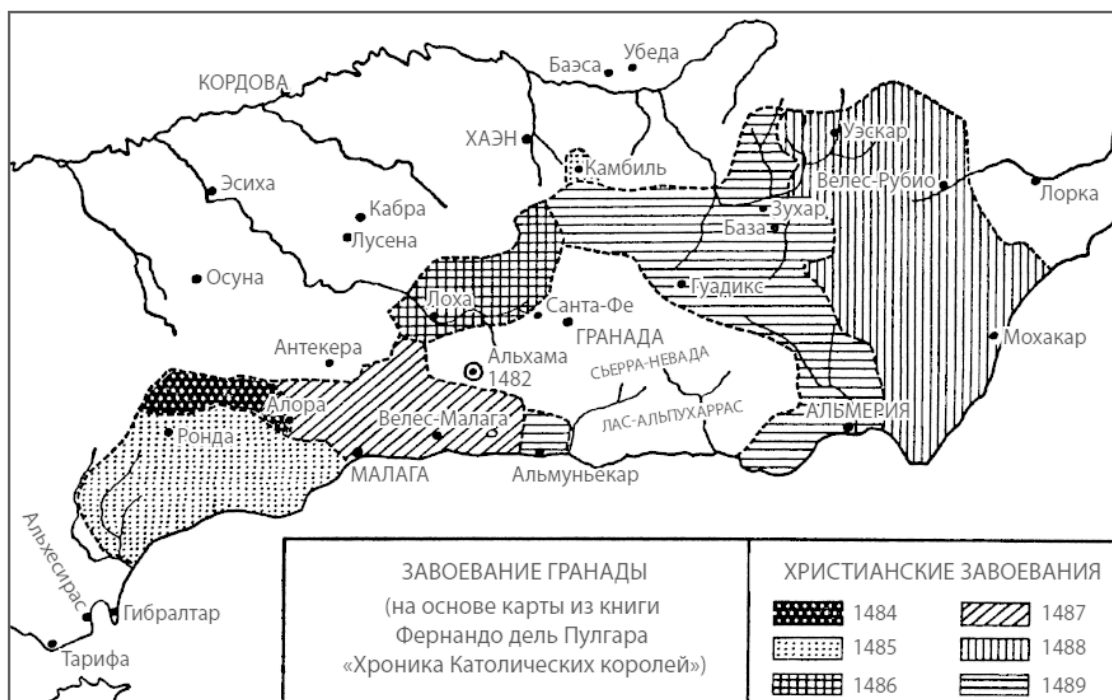 Убеда
Баэса
КОРДОВА
ХАЭН
Уэскар
Камбиль
Велес-Рубио
Лорка
Эсиха
Кабра
Зухар
База
Лусена
Осуна
Гуадикс
Лоха
Санта-Фе
ГРАНАДА
Мохакар
Антекера
Альхама
1482
СЬЕРРА-НЕВАДА
Алора
Велес-Малага
ЛАС-АЛЬПУХАРРАС
АЛЬМЕРИЯ
Ронда
МАЛАГА
Альмуньекар
Альхесирас
Гибралтар
Тарифа
ЗАВОЕВАНИЕ ГРАНАДЫ
(на основе карты из книги
Фернандо дель Пулгара
«Хроника Католических королей»)
ХРИСТИАНСКИЕ ЗАВОЕВАНИЯ
1484
1485
1486
1487
1488
1489